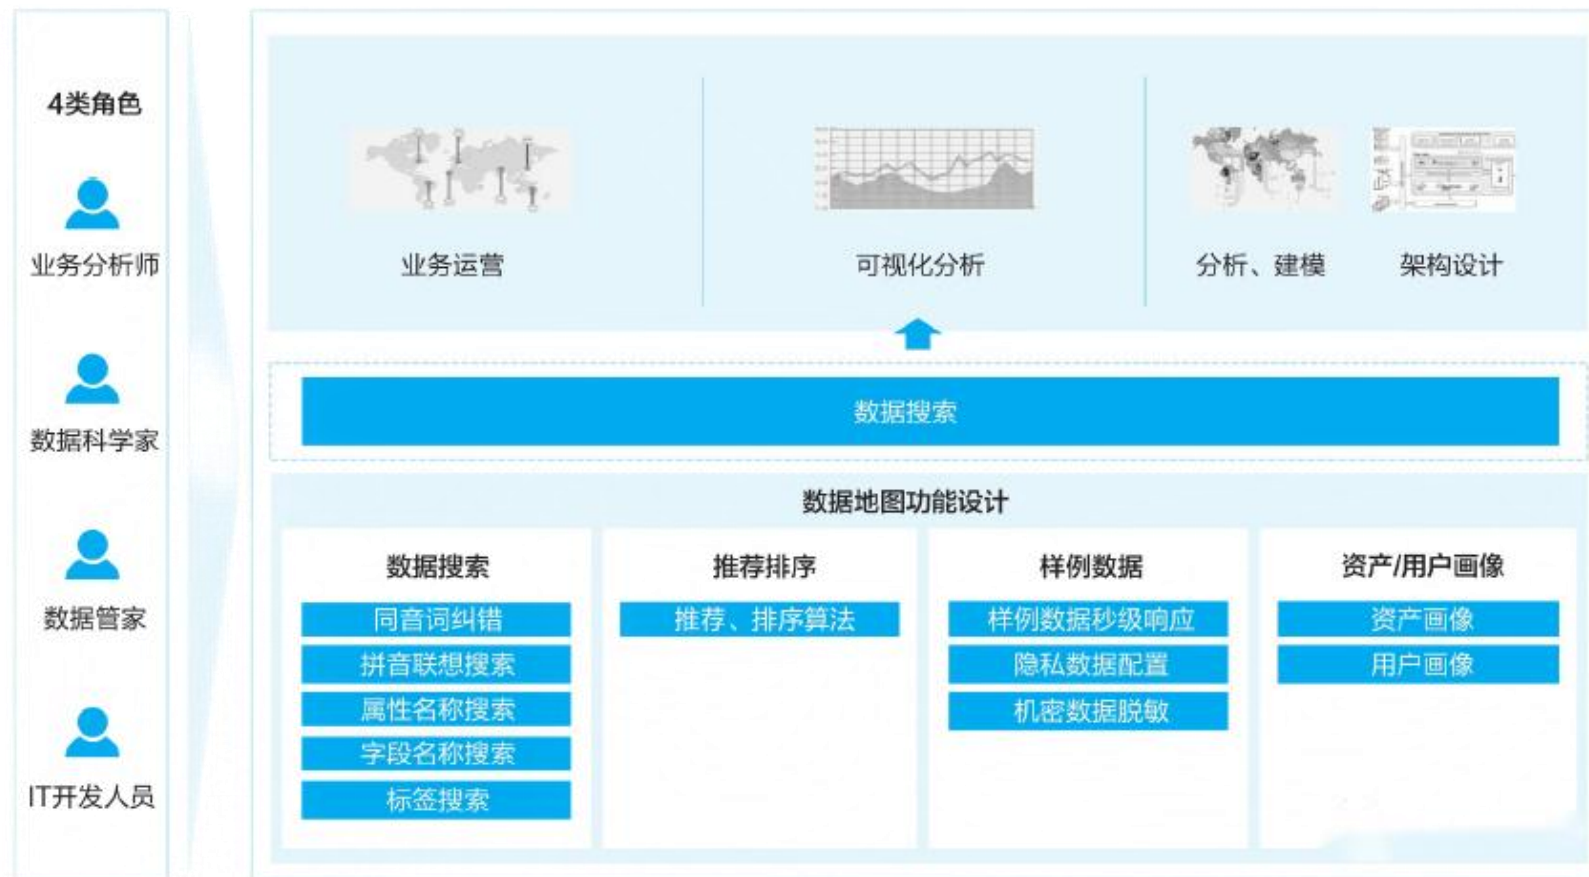 4类角色
业务分析师
数据科学家
数据管家
IT开发人员
业务运营
可视化分析
分析、建模
架构设计
数据搜索
数据地图功能设计
数据搜索
同音词纠错
拼音联想搜索
属性名称搜索
字段名称搜索
标签搜索
推荐排序
推荐、排序算法
样例数据
样例数据秒级响应
隐私数据配置
机密数据脱敏
资产/用户画像
资产画像
用户画像